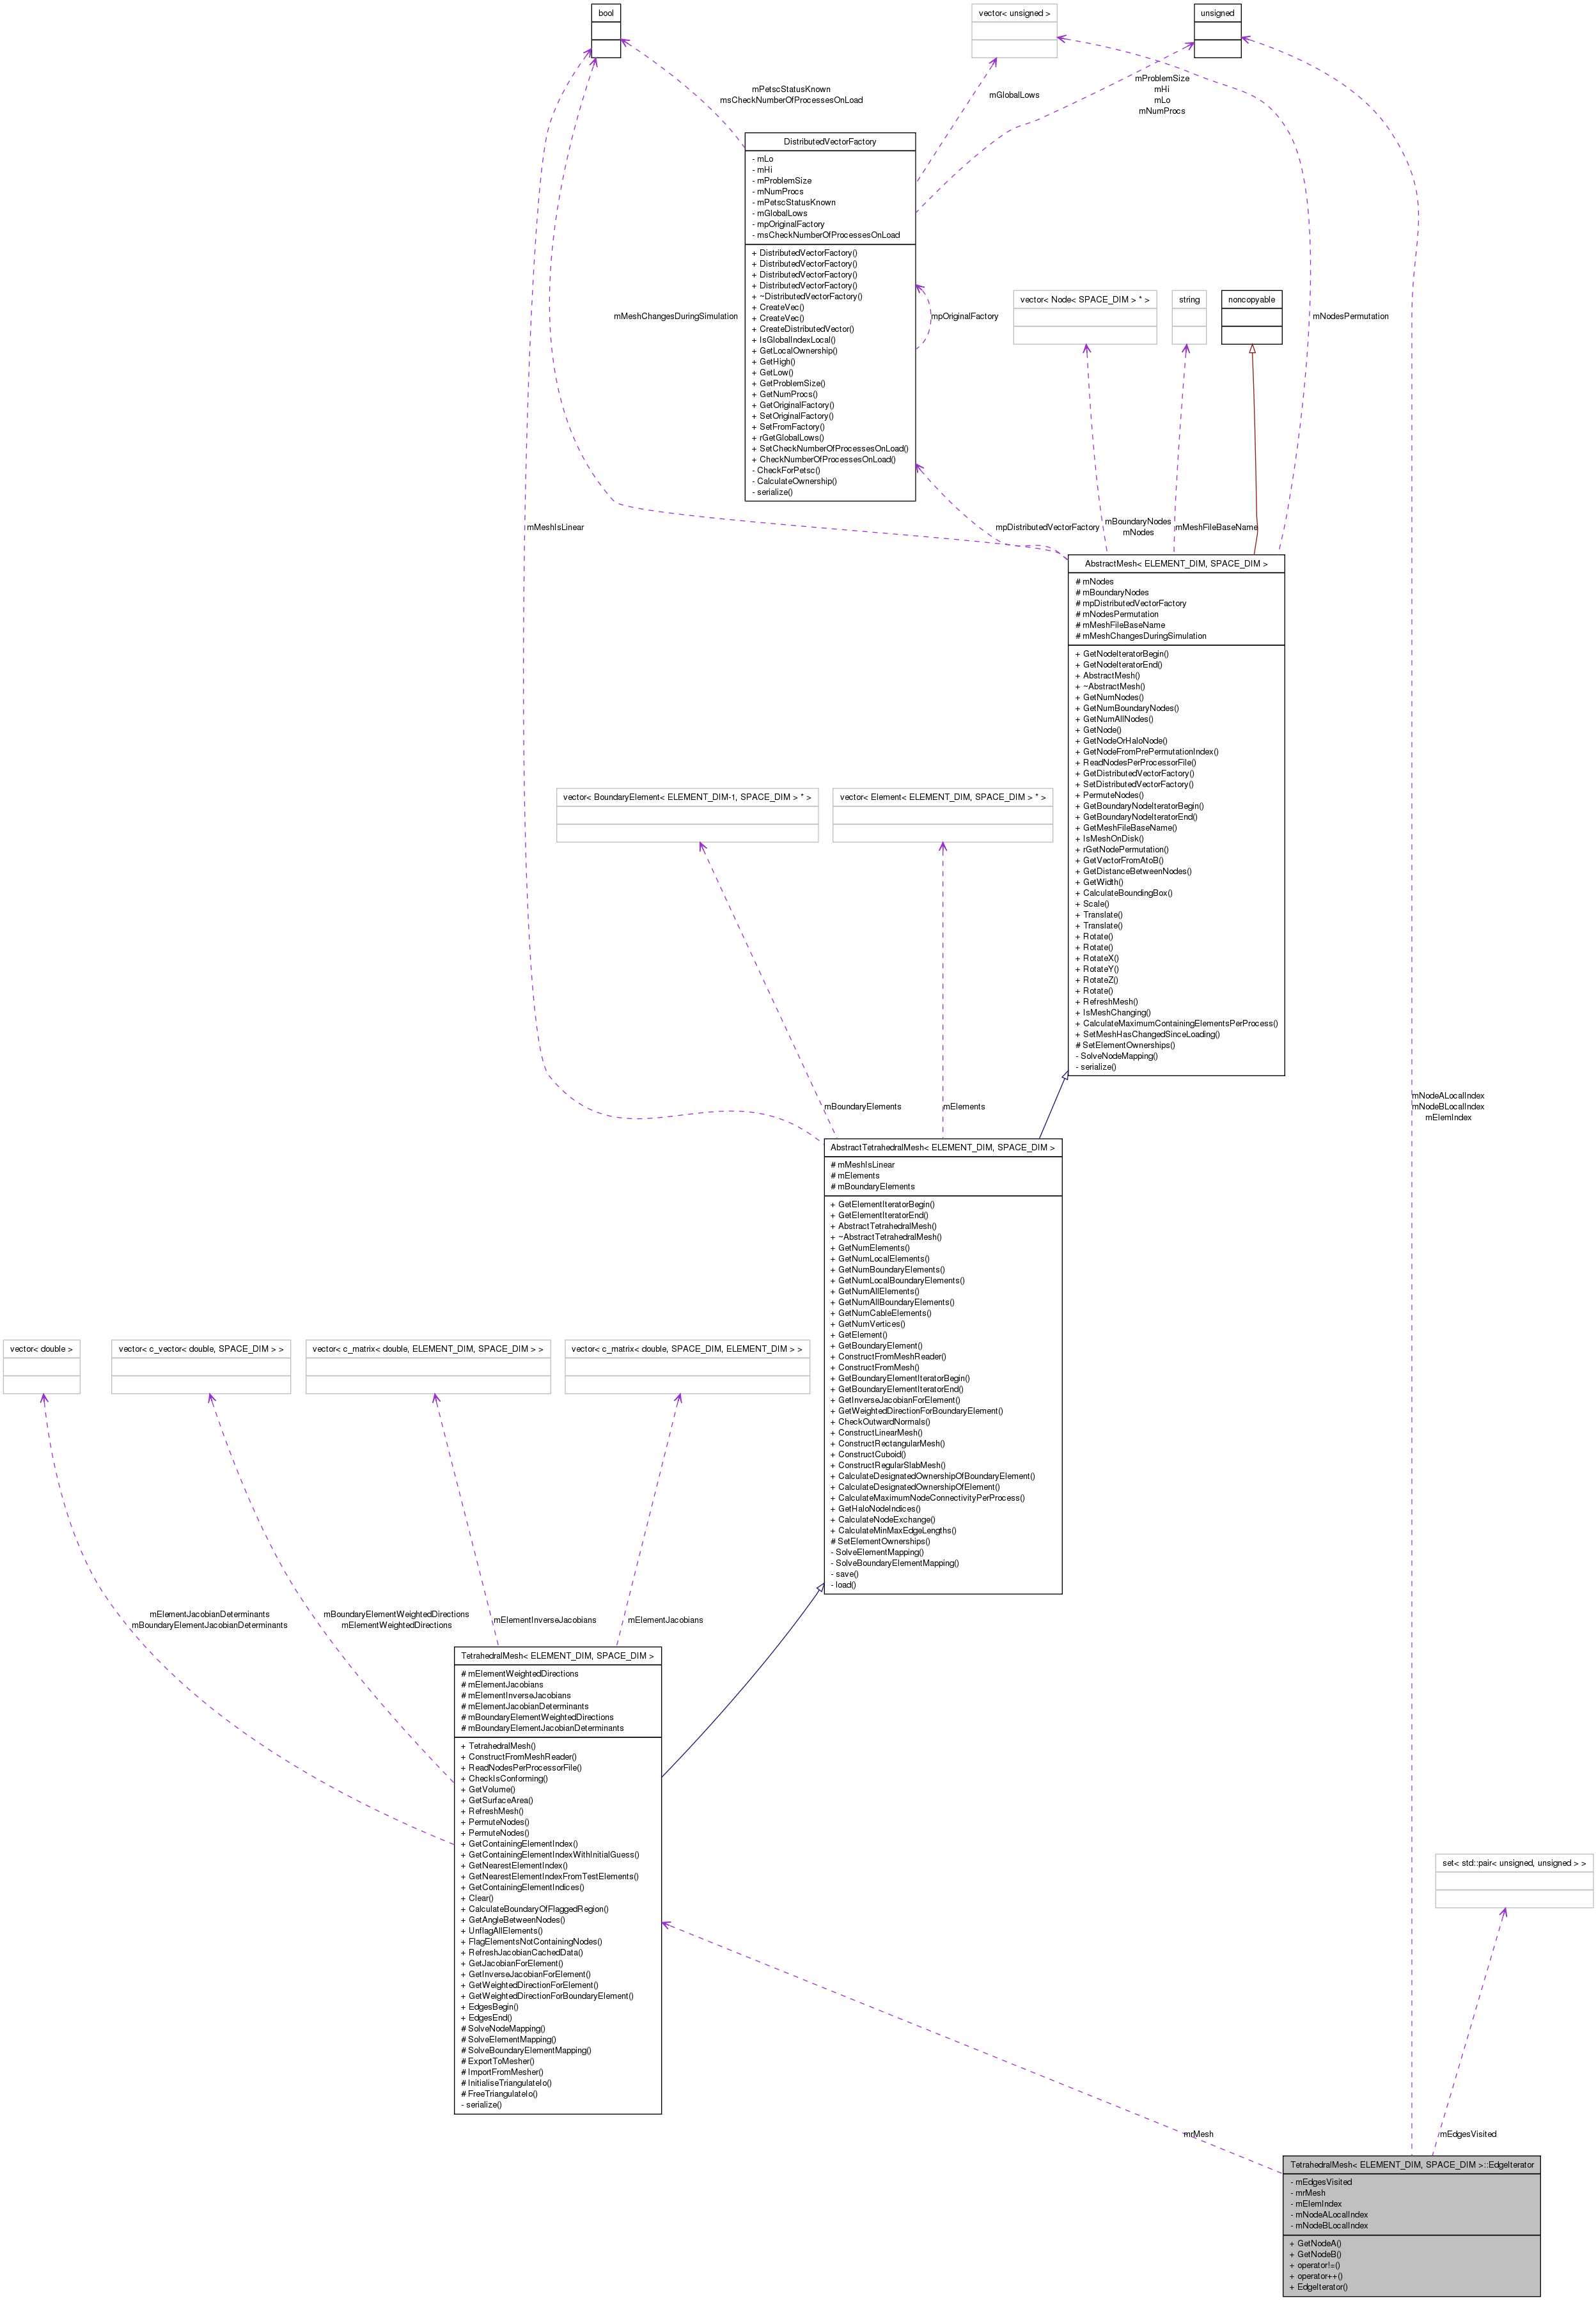 bool
vector< unsigned >
unsigned
mPetscStatusKnown
msCheckNumberOfProcessesOnLoad
mGlobalLows
mProblemSize
mHi
mLo
mNumProcs
DistributedVectorFactory
- mLo
- mHi
- mProblemSize
- mNumProcs
- mPetscStatusKnown
- mGlobalLows
- mpOriginalFactory
- msCheckNumberOfProcessesOnLoad
+ DistributedVectorFactory()
+ DistributedVectorFactory()
+ DistributedVectorFactory()
+ DistributedVectorFactory()
+ ~DistributedVectorFactory()
+ CreateVec()
+ CreateVec()
+ CreateDistributedVector()
+ IsGlobalIndexLocal()
+ GetLocalOwnership()
+ GetHigh()
+ GetLow()
+ GetProblemSize()
+ GetNumProcs()
+ GetOriginalFactory()
+ SetOriginalFactory()
+ SetFromFactory()
+ rGetGlobalLows()
+ SetCheckNumberOfProcessesOnLoad()
+ CheckNumberOfProcessesOnLoad()
- CheckForPetsc()
- CalculateOwnership()
- serialize()
mMeshChangesDuringSimulation
mpOriginalFactory
vector< Node< SPACE_DIM > * >
string
noncopyable
mNodesPermutation
mMeshIsLinear
mpDistributedVectorFactory
mBoundaryNodes
mNodes
mMeshFileBaseName
AbstractMesh< ELEMENT_DIM, SPACE_DIM >
# mNodes
# mBoundaryNodes
# mpDistributedVectorFactory
# mNodesPermutation
# mMeshFileBaseName
# mMeshChangesDuringSimulation
+ GetNodeIteratorBegin()
+ GetNodeIteratorEnd()
+ AbstractMesh()
+ ~AbstractMesh()
+ GetNumNodes()
+ GetNumBoundaryNodes()
+ GetNumAllNodes()
+ GetNode()
+ GetNodeOrHaloNode()
+ GetNodeFromPrePermutationIndex()
+ ReadNodesPerProcessorFile()
+ GetDistributedVectorFactory()
+ SetDistributedVectorFactory()
+ PermuteNodes()
+ GetBoundaryNodeIteratorBegin()
+ GetBoundaryNodeIteratorEnd()
+ GetMeshFileBaseName()
+ IsMeshOnDisk()
+ rGetNodePermutation()
+ GetVectorFromAtoB()
+ GetDistanceBetweenNodes()
+ GetWidth()
+ CalculateBoundingBox()
+ Scale()
+ Translate()
+ Translate()
+ Rotate()
+ Rotate()
+ RotateX()
+ RotateY()
+ RotateZ()
+ Rotate()
+ RefreshMesh()
+ IsMeshChanging()
+ CalculateMaximumContainingElementsPerProcess()
+ SetMeshHasChangedSinceLoading()
# SetElementOwnerships()
- SolveNodeMapping()
- serialize()
vector< BoundaryElement< ELEMENT_DIM-1, SPACE_DIM > * >
vector< Element< ELEMENT_DIM, SPACE_DIM > * >
mBoundaryElements
mElements
mNodeALocalIndex
mNodeBLocalIndex
mElemIndex
AbstractTetrahedralMesh< ELEMENT_DIM, SPACE_DIM >
# mMeshIsLinear
# mElements
# mBoundaryElements
+ GetElementIteratorBegin()
+ GetElementIteratorEnd()
+ AbstractTetrahedralMesh()
+ ~AbstractTetrahedralMesh()
+ GetNumElements()
+ GetNumLocalElements()
+ GetNumBoundaryElements()
+ GetNumLocalBoundaryElements()
+ GetNumAllElements()
+ GetNumAllBoundaryElements()
+ GetNumCableElements()
+ GetNumVertices()
+ GetElement()
+ GetBoundaryElement()
+ ConstructFromMeshReader()
+ ConstructFromMesh()
+ GetBoundaryElementIteratorBegin()
+ GetBoundaryElementIteratorEnd()
+ GetInverseJacobianForElement()
+ GetWeightedDirectionForBoundaryElement()
+ CheckOutwardNormals()
+ ConstructLinearMesh()
+ ConstructRectangularMesh()
+ ConstructCuboid()
+ ConstructRegularSlabMesh()
+ CalculateDesignatedOwnershipOfBoundaryElement()
+ CalculateDesignatedOwnershipOfElement()
+ CalculateMaximumNodeConnectivityPerProcess()
+ GetHaloNodeIndices()
+ CalculateNodeExchange()
+ CalculateMinMaxEdgeLengths()
# SetElementOwnerships()
- SolveElementMapping()
- SolveBoundaryElementMapping()
- save()
- load()
vector< double >
vector< c_vector< double, SPACE_DIM > >
vector< c_matrix< double, ELEMENT_DIM, SPACE_DIM > >
vector< c_matrix< double, SPACE_DIM, ELEMENT_DIM > >
mElementJacobianDeterminants
mBoundaryElementJacobianDeterminants
mBoundaryElementWeightedDirections
mElementWeightedDirections
mElementInverseJacobians
mElementJacobians
TetrahedralMesh< ELEMENT_DIM, SPACE_DIM >
# mElementWeightedDirections
# mElementJacobians
# mElementInverseJacobians
# mElementJacobianDeterminants
# mBoundaryElementWeightedDirections
# mBoundaryElementJacobianDeterminants
+ TetrahedralMesh()
+ ConstructFromMeshReader()
+ ReadNodesPerProcessorFile()
+ CheckIsConforming()
+ GetVolume()
+ GetSurfaceArea()
+ RefreshMesh()
+ PermuteNodes()
+ PermuteNodes()
+ GetContainingElementIndex()
+ GetContainingElementIndexWithInitialGuess()
+ GetNearestElementIndex()
+ GetNearestElementIndexFromTestElements()
+ GetContainingElementIndices()
+ Clear()
+ CalculateBoundaryOfFlaggedRegion()
+ GetAngleBetweenNodes()
+ UnflagAllElements()
+ FlagElementsNotContainingNodes()
+ RefreshJacobianCachedData()
+ GetJacobianForElement()
+ GetInverseJacobianForElement()
+ GetWeightedDirectionForElement()
+ GetWeightedDirectionForBoundaryElement()
+ EdgesBegin()
+ EdgesEnd()
# SolveNodeMapping()
# SolveElementMapping()
# SolveBoundaryElementMapping()
# ExportToMesher()
# ImportFromMesher()
# InitialiseTriangulateIo()
# FreeTriangulateIo()
- serialize()
set< std::pair< unsigned, unsigned > >
mrMesh
mEdgesVisited
TetrahedralMesh< ELEMENT_DIM, SPACE_DIM >::EdgeIterator
- mEdgesVisited
- mrMesh
- mElemIndex
- mNodeALocalIndex
- mNodeBLocalIndex
+ GetNodeA()
+ GetNodeB()
+ operator!=()
+ operator++()
+ EdgeIterator()